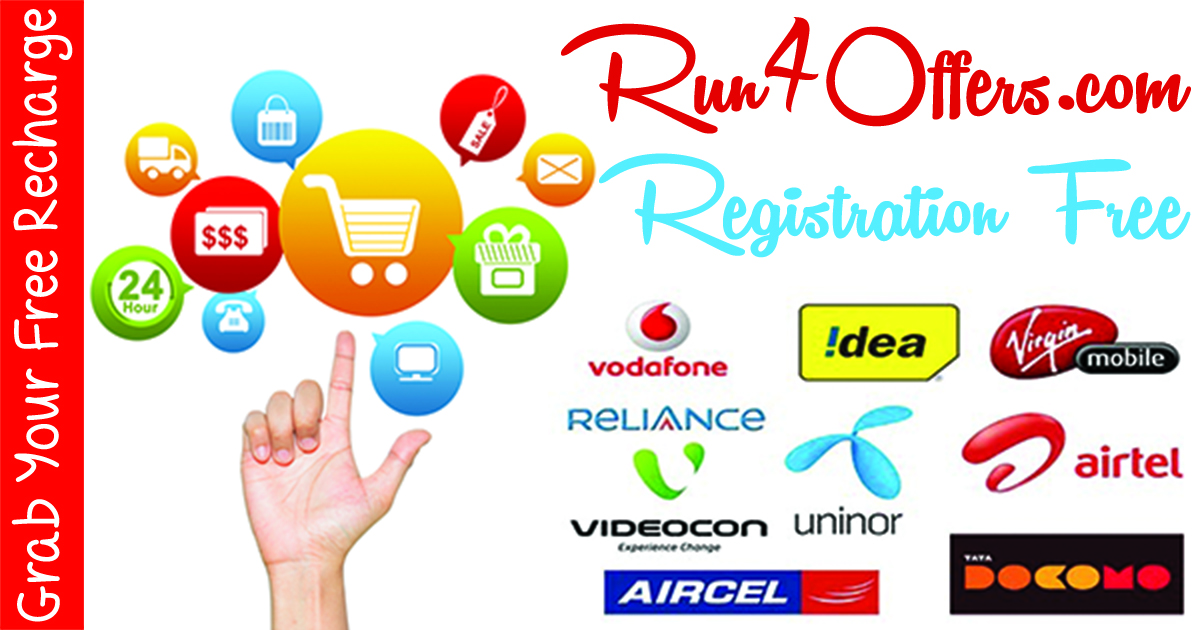 Grab Your Free Recharge
Run4Offers.com
Registration Free
SALE
$$$
24
Hour
vodafone
!dea
Virgin
mobile
RELIANCE
airtel
VIDEOCON
Experience Change
uninor
AIRCEL
TATA
DOCOMO